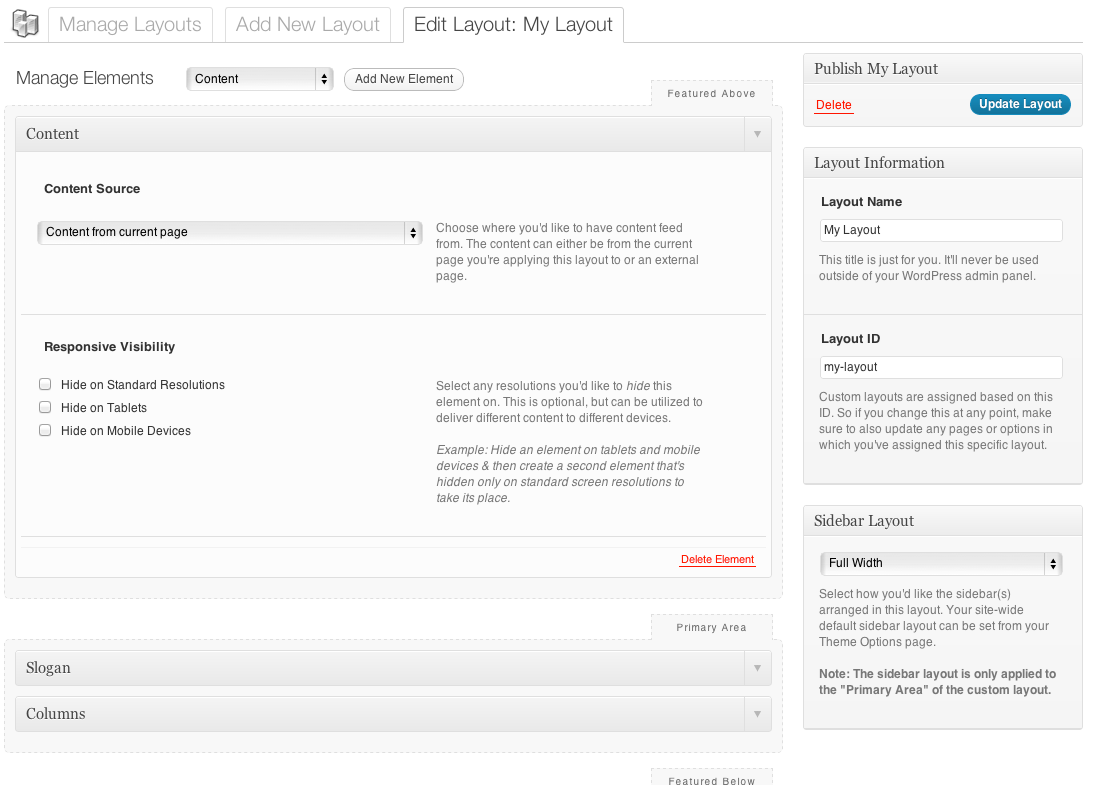 Manage Layouts
Add New Layout
Edit Layout: My Layout
Manage Elements
Content
Add New Element
Featured Above
Content
Content Source
Content from current page
Choose where you'd like to have content feed
from. The content can either be from the current
page you're applying this layout to or an external
page.
Responsive Visibility
Hide on Standard Resolutions
Hide on Tablets
Hide on Mobile Devices
Select any resolutions you'd like to hide this
element on. This is optional, but can be utilized to
deliver different content to different devices.
Example: Hide an element on tablets and mobile
devices & then create a second element that's
hidden only on standard screen resolutions to
take its place.
Delete Element
Primary Area
Slogan
Columns
Featured Below
Publish My Layout
Delete
Update Layout
Layout Information
Layout Name
My Layout
This title is just for you. It'll never be used
outside of your WordPress admin panel.
Layout ID
my-layout
Custom layouts are assigned based on this
ID. So if you change this at any point, make
sure to also update any pages or options in
which you've assigned this specific layout.
Sidebar Layout
Full Width
Select how you'd like the sidebar(s)
arranged in this layout. Your site-wide
default sidebar layout can be set from your
Theme Options page.
Note: The sidebar layout is only applied to
the "Primary Area" of the custom layout.